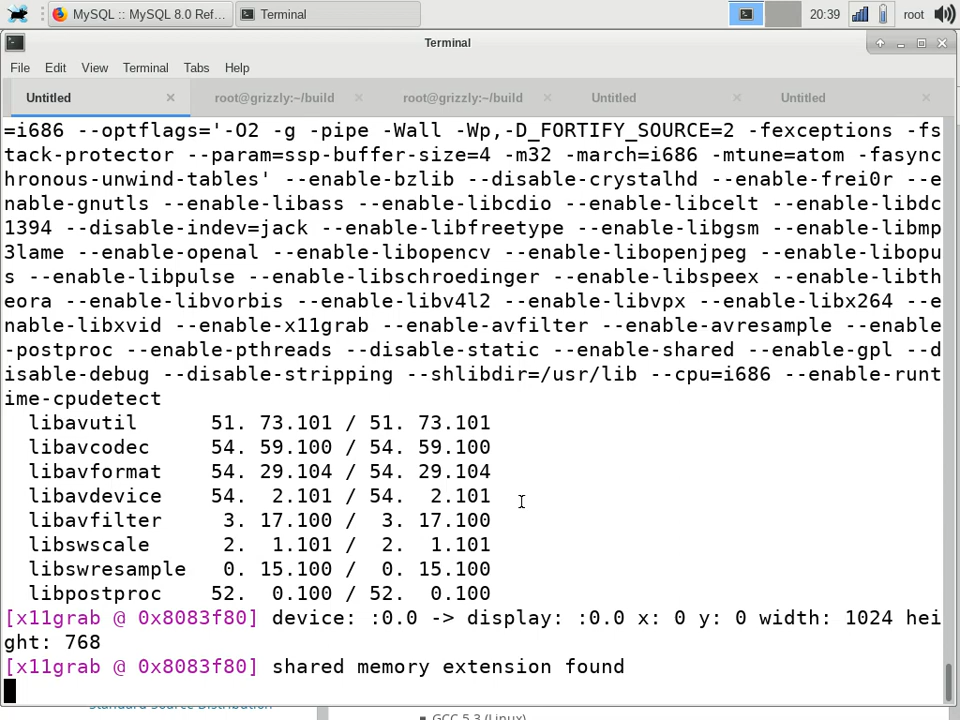 MySQL :: MySQL 8.0 Ref...
Terminal
20:39
root
Terminal
File Edit View Terminal Tabs Help
Untitled
root@grizzly:~/build
root@grizzly:~/build
Untitled
Untitled
=i686 --optflags='-O2 -g -pipe -Wall -Wp,-D_FORTIFY_SOURCE=2 -fexceptions -fs
tack-protector --param=ssp-buffer-size=4 -m32 -march=i686 -mtune=atom -fasync
hronous-unwind-tables' --enable-bzlib --disable-crystalhd --enable-frei0r --e
nable-gnutls --enable-libass --enable-libcdio --enable-libcelt --enable-libdc
1394 --disable-indev=jack --enable-libfreetype --enable-libgsm --enable-libmp
3lame --enable-openal --enable-libopencv --enable-libopenjpeg --enable-libopu
s --enable-libpulse --enable-libschroedinger --enable-libspeex --enable-libth
eora --enable-libvorbis --enable-libv4l2 --enable-libvpx --enable-libx264 --e
nable-libxvid --enable-x11grab --enable-avfilter --enable-avresample --enable
-postproc --enable-pthreads --disable-static --enable-shared --enable-gpl --d
isable-debug --disable-stripping --shlibdir=/usr/lib --cpu=i686 --enable-runt
ime-cpudetect
libavutil 51. 73.101 / 51. 73.101
libavcodec 54. 59.100 / 54. 59.100
libavformat 54. 29.104 / 54. 29.104
libavdevice 54. 2.101 / 54. 2.101
libavfilter 3. 17.100 / 3. 17.100
libswscale 2. 1.101 / 2. 1.101
libswresample 0. 15.100 / 0. 15.100
libpostproc 52. 0.100 / 52. 0.100
[x11grab @ 0x8083f80] device: :0.0 -> display: :0.0 x: 0 y: 0 width: 1024 hei
ght: 768
[x11grab @ 0x8083f80] shared memory extension found
Standard Source Distribution
GCC 5.3 (Linux)